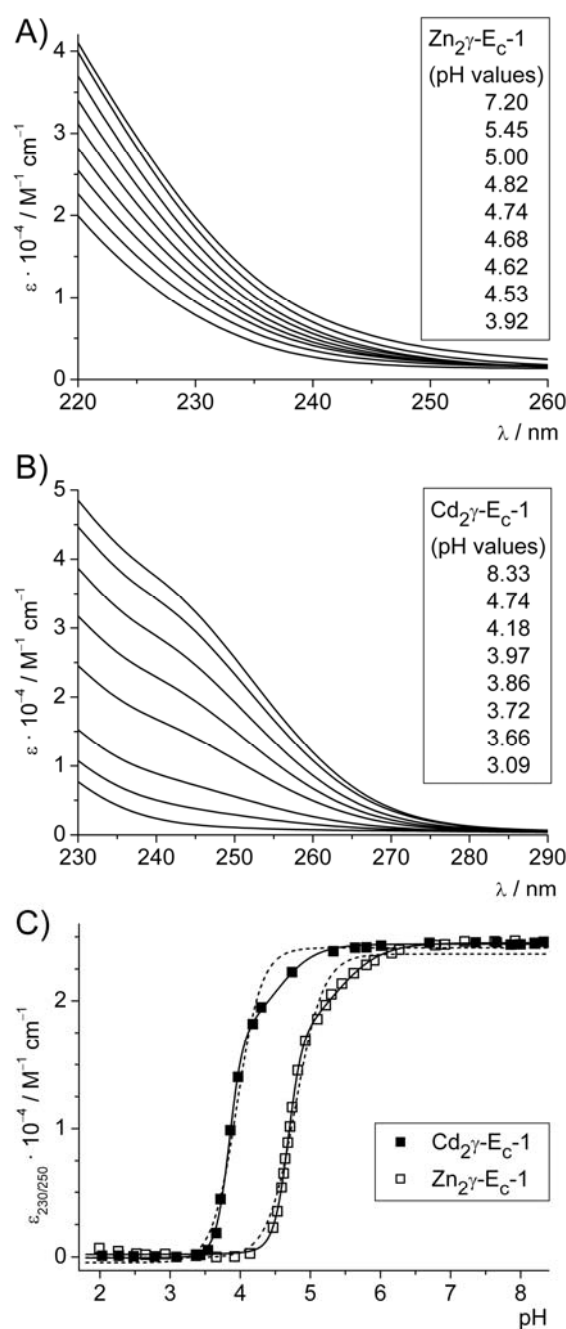 A)
Zn₂γ-E_c-1
(pH values)
7.20
5.45
5.00
4.82
4.74
4.68
4.62
4.53
3.92
ε · 10⁻⁴ / M⁻¹ cm⁻¹
4
3
2
1
0
220 230 240 250 260
λ / nm
B)
Cd₂γ-E_c-1
(pH values)
8.33
4.74
4.18
3.97
3.86
3.72
3.66
3.09
ε · 10⁻⁴ / M⁻¹ cm⁻¹
5
4
3
2
1
0
230 240 250 260 270 280 290
λ / nm
C)
ε₂₃₀/₂₅₀ · 10⁻⁴ / M⁻¹ cm⁻¹
2
1
0
Cd₂γ-E_c-1
Zn₂γ-E_c-1
2 3 4 5 6 7 8
pH